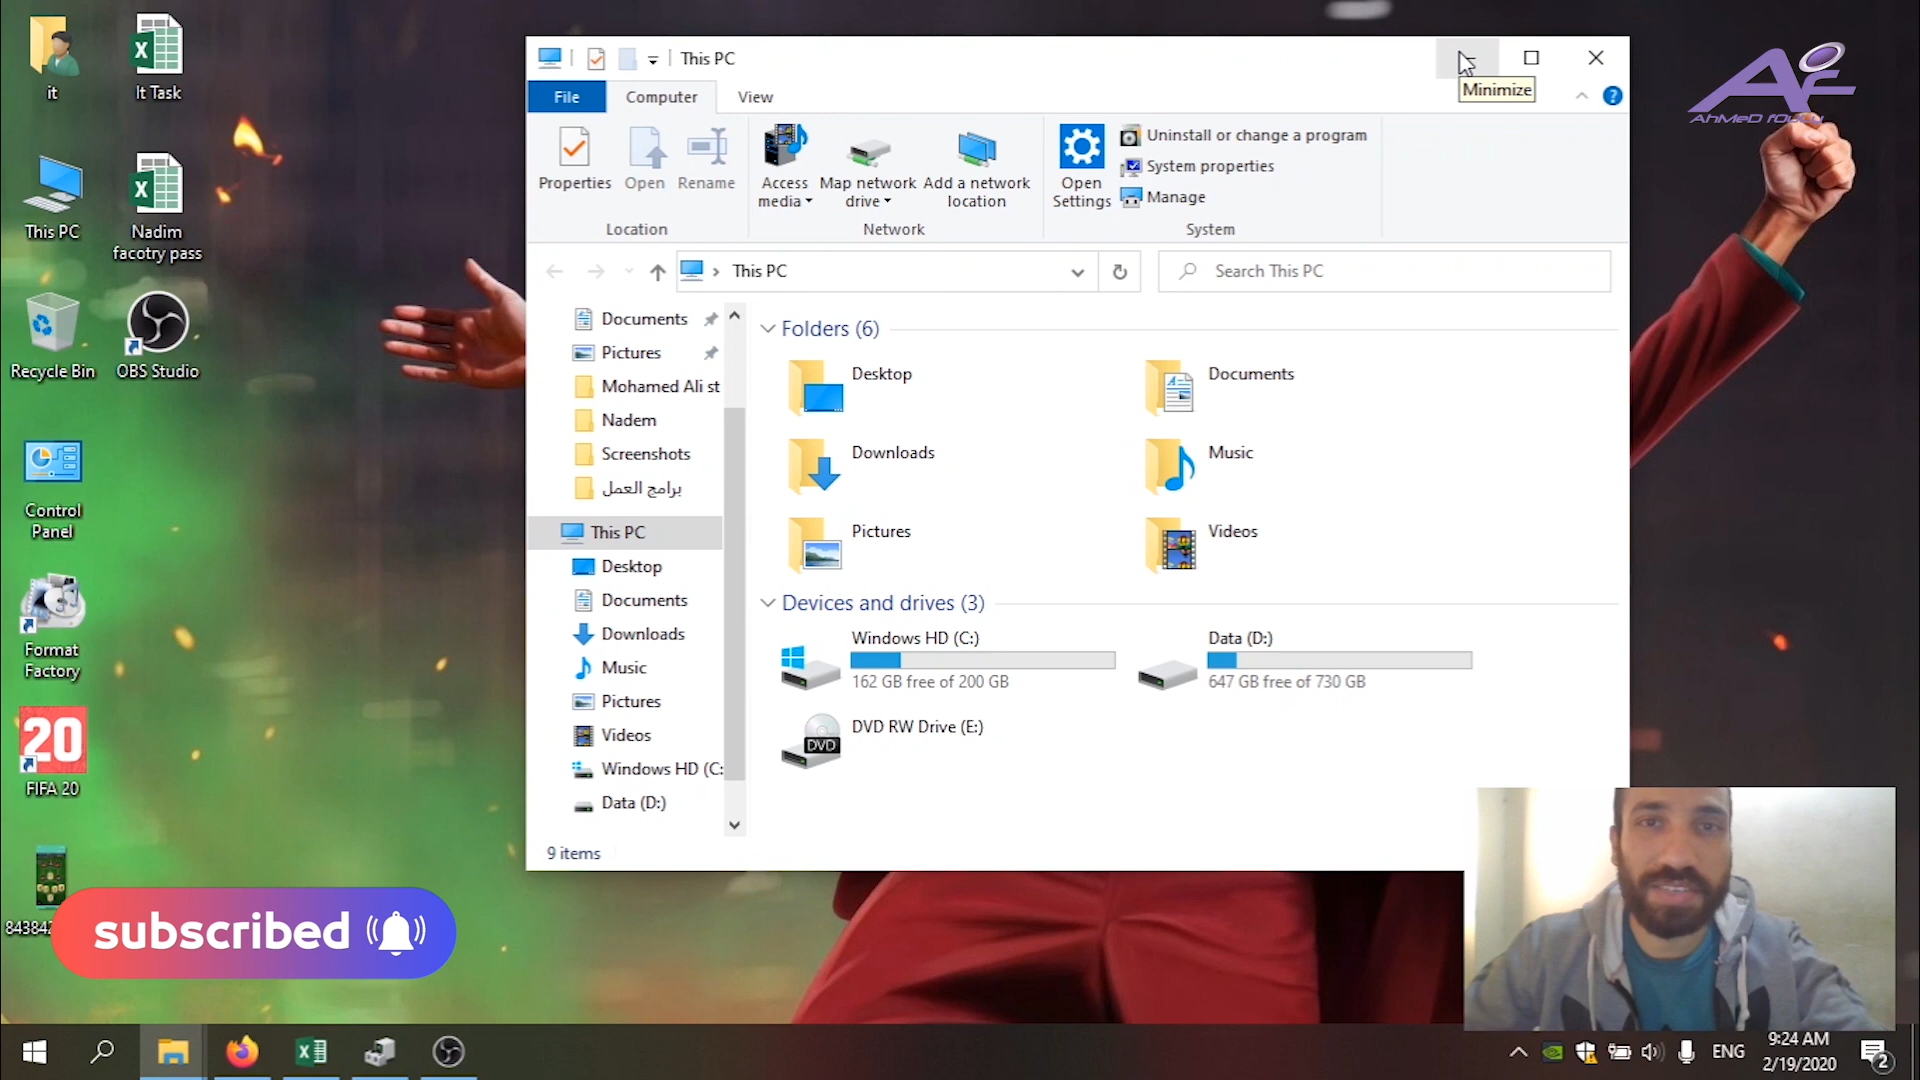 it
It Task
This PC
Nadim
facotry pass
Recycle Bin
OBS Studio
Control
Panel
Format
Factory
20
FIFA 20
84384
subscribed
This PC
Minimize
File
Computer
View
Properties
Open
Rename
Location
Access
media
Map network
drive
Add a network
location
Network
Open
Settings
Uninstall or change a program
System properties
Manage
System
This PC
Search This PC
Documents
Pictures
Mohamed Ali st
Nadem
Screenshots
برامج العمل
This PC
Desktop
Documents
Downloads
Music
Pictures
Videos
Windows HD (C:
Data (D:)
Folders (6)
Desktop
Documents
Downloads
Music
Pictures
Videos
Devices and drives (3)
Windows HD (C:)
162 GB free of 200 GB
Data (D:)
647 GB free of 730 GB
DVD
DVD RW Drive (E:)
9 items
AhMeD fOuLy
ENG
9:24 AM
2/19/2020
2